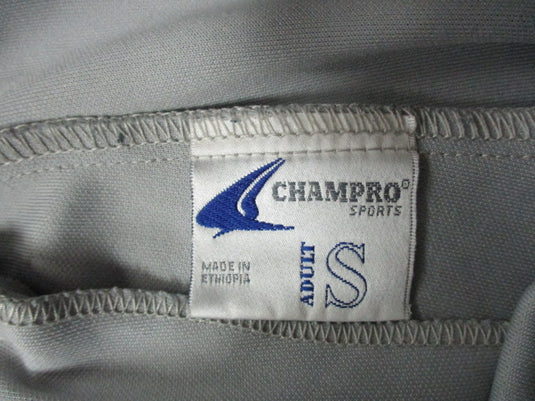 CHAMPRO®
SPORTS
MADE IN
ETHIOPIA
ADULT
S